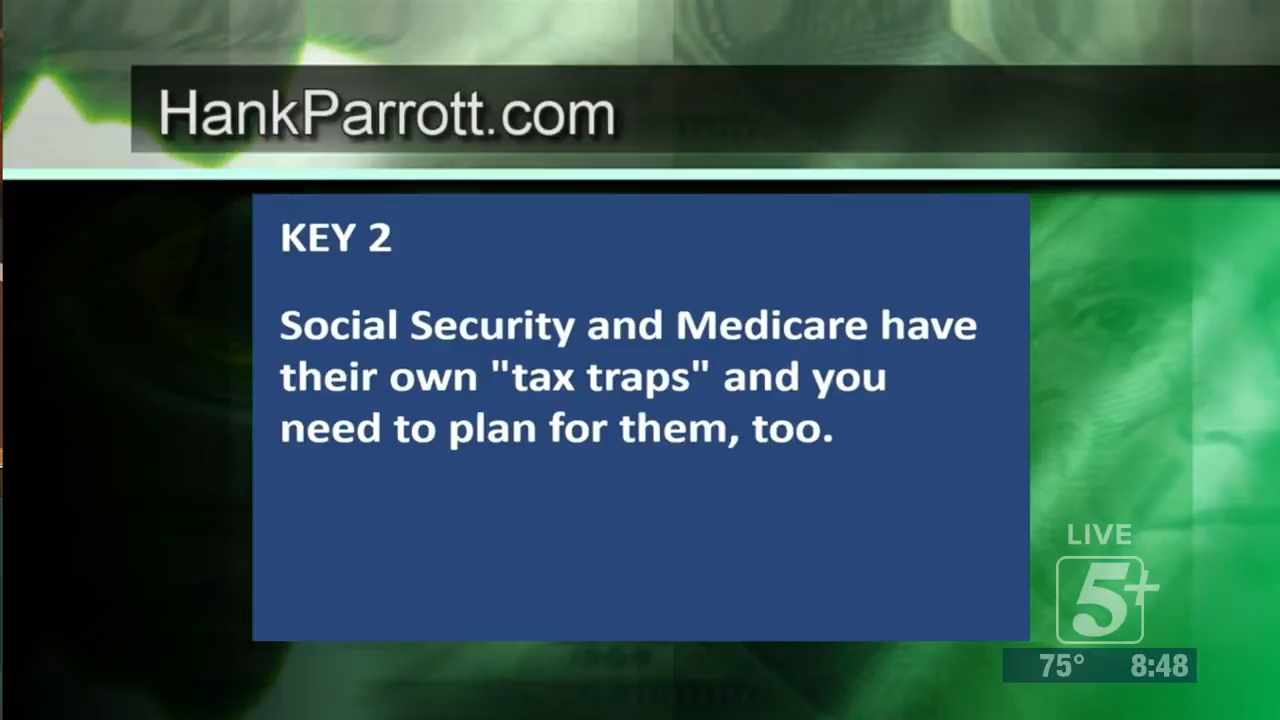 HankParrott.com
KEY 2
Social Security and Medicare have
their own "tax traps" and you
need to plan for them, too.
LIVE
5+
75° 8:48